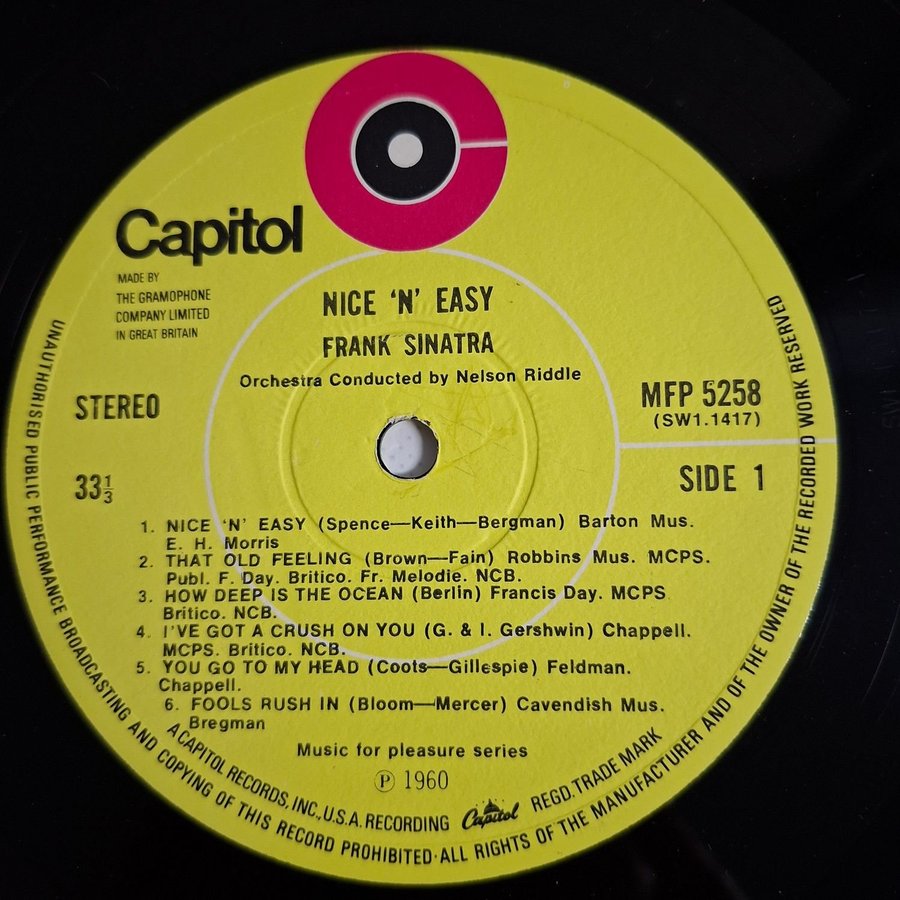 Capitol
MADE BY
THE GRAMOPHONE
COMPANY LIMITED
IN GREAT BRITAIN
NICE 'N' EASY
FRANK SINATRA
Orchestra Conducted by Nelson Riddle
STEREO
MFP 5258
(SW1.1417)
33⅓
SIDE 1
1. NICE 'N' EASY (Spence—Keith—Bergman) Barton Mus.
E. H. Morris
2. THAT OLD FEELING (Brown—Fain) Robbins Mus. MCPS.
Publ. F. Day. Britico. Fr. Melodie. NCB.
3. HOW DEEP IS THE OCEAN (Berlin) Francis Day. MCPS
Britico. NCB.
4. I'VE GOT A CRUSH ON YOU (G. & I. Gershwin) Chappell.
MCPS. Britico. NCB.
5. YOU GO TO MY HEAD (Coots—Gillespie) Feldman.
Chappell.
6. FOOLS RUSH IN (Bloom—Mercer) Cavendish Mus.
Bregman
Music for pleasure series
℗ 1960
A CAPITOL RECORDS, INC., U.S.A. RECORDING Capitol REGD. TRADE MARK
UNAUTHORISED PUBLIC PERFORMANCE BROADCASTING AND COPYING OF THIS RECORD PROHIBITED·ALL RIGHTS OF THE MANUFACTURER AND OF THE OWNER OF THE RECORDED WORK RESERVED